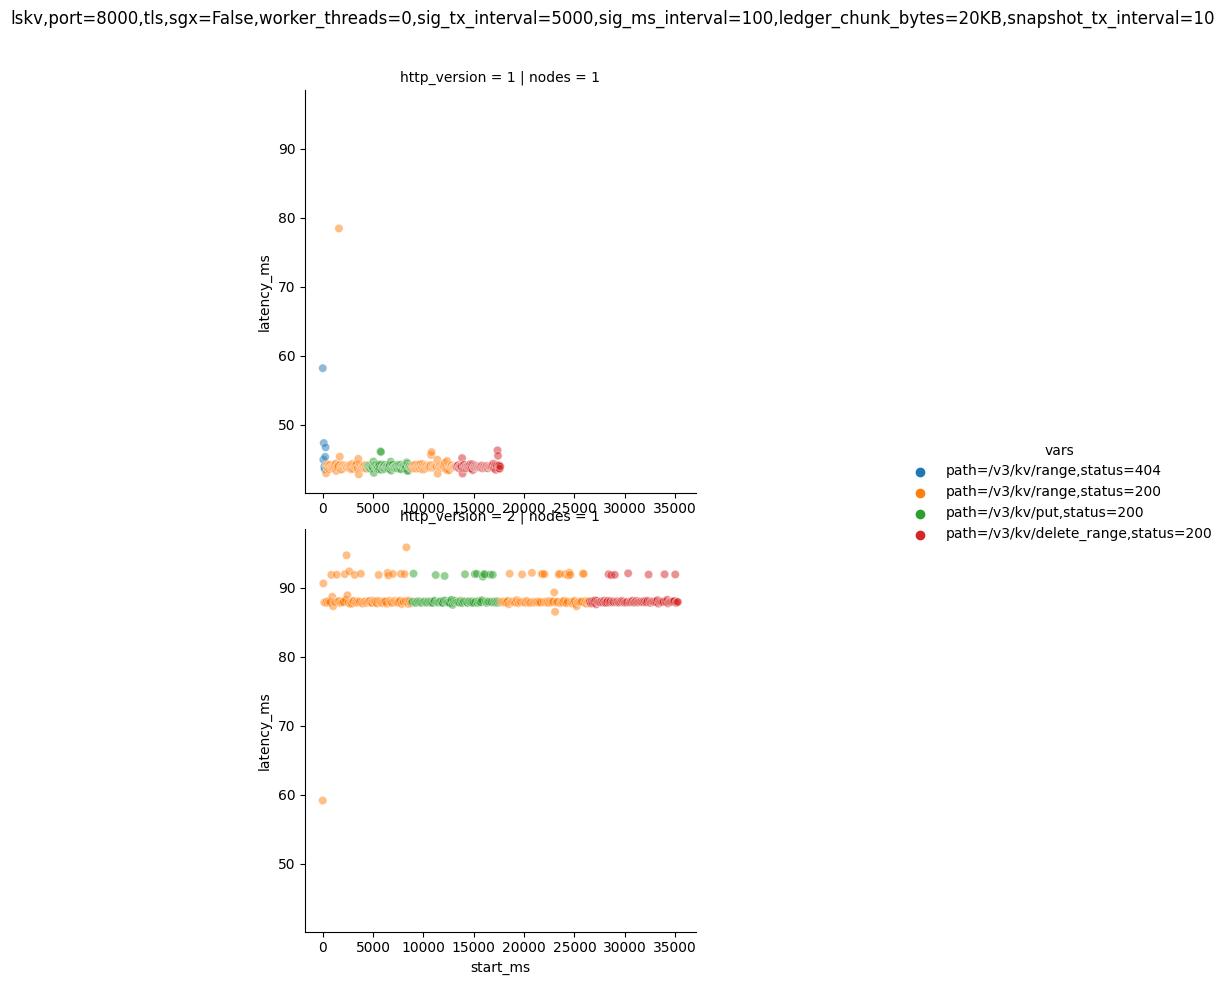 lskv,port=8000,tls,sgx=False,worker_threads=0,sig_tx_interval=5000,sig_ms_interval=100,ledger_chunk_bytes=20KB,snapshot_tx_interval=10
http_version = 1 | nodes = 1
90
80
70
60
50
latency_ms
0 5000 10000 15000 20000 25000 30000 35000
http_version = 2 | nodes = 1
90
80
70
60
50
latency_ms
0 5000 10000 15000 20000 25000 30000 35000
start_ms
vars
path=/v3/kv/range,status=404
path=/v3/kv/range,status=200
path=/v3/kv/put,status=200
path=/v3/kv/delete_range,status=200